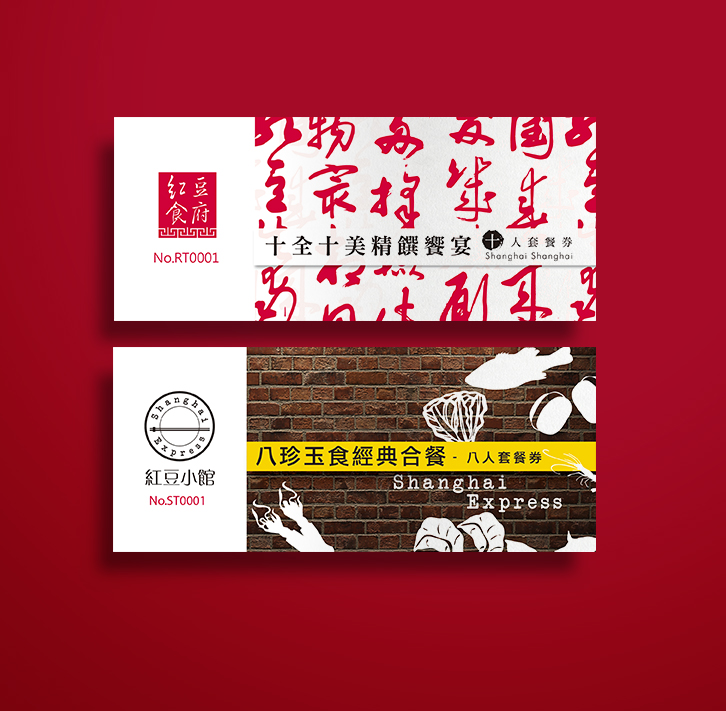 紅豆
食府
No.RT0001
十全十美精饌饗宴 十人套餐券
Shanghai Shanghai
Shanghai
Express
紅豆小館
No.ST0001
八珍玉食經典合餐 - 八人套餐券
Shanghai
Express